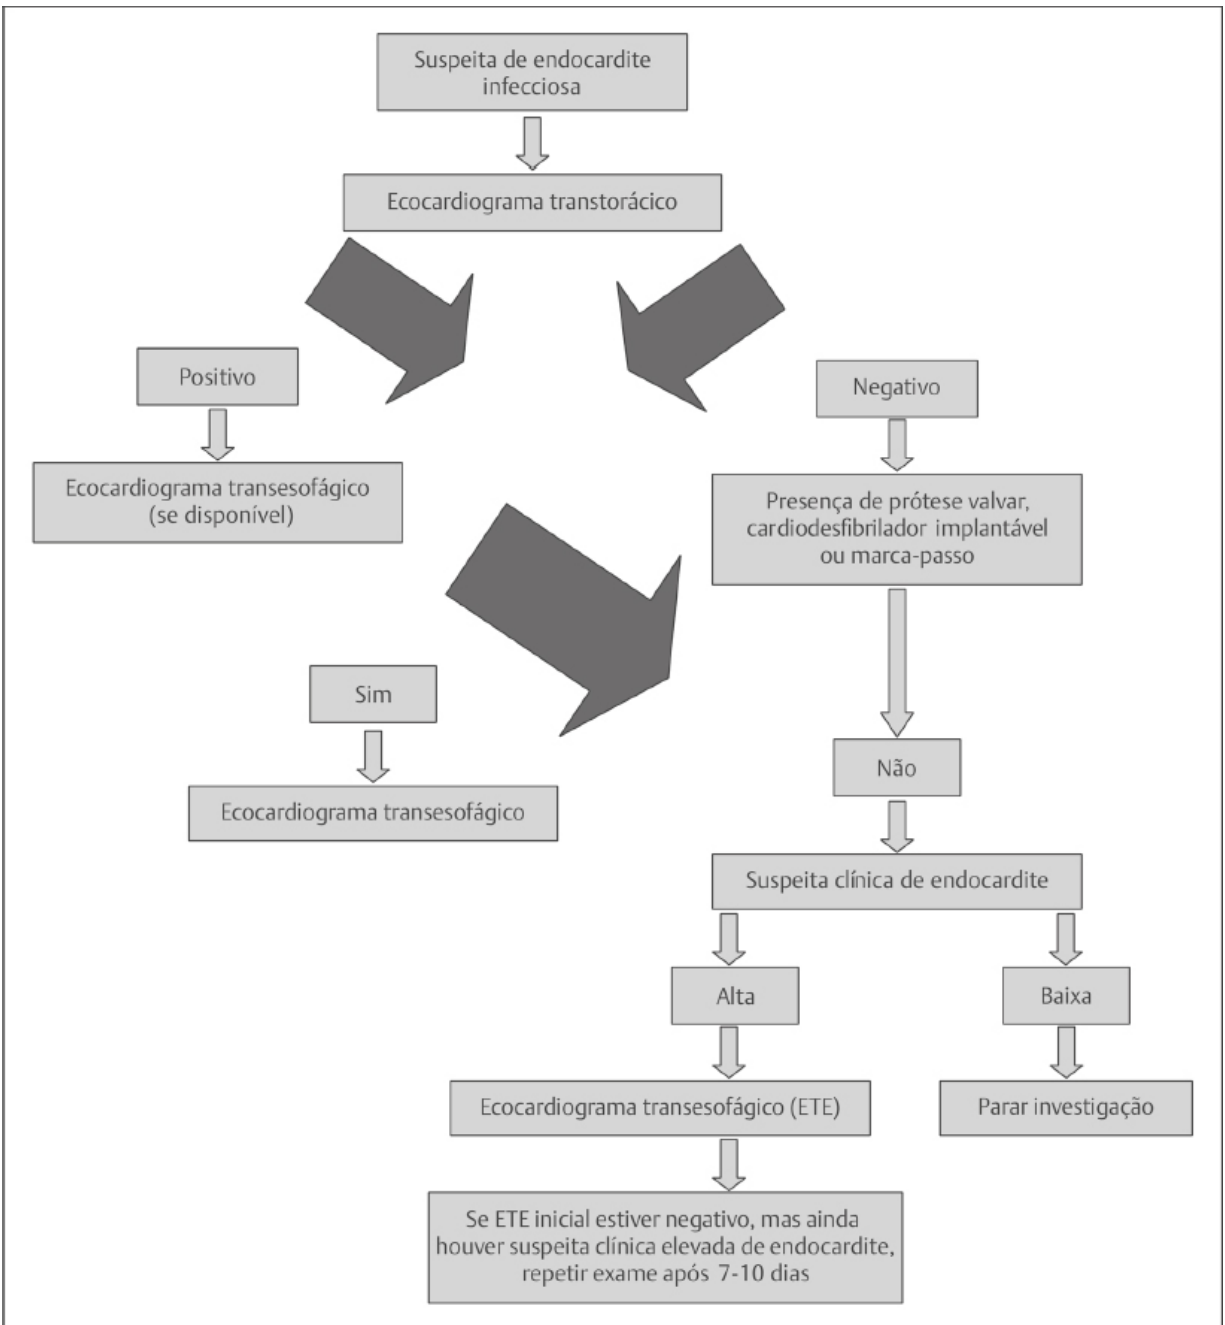 Suspeita de endocardite
infecciosa
Ecocardiograma transtorácico
Positivo
Negativo
Ecocardiograma transesofágico
(se disponível)
Presença de prótese valvar,
cardiodesfibrilador implantável
ou marca-passo
Sim
Não
Ecocardiograma transesofágico
Suspeita clínica de endocardite
Alta
Baixa
Ecocardiograma transesofágico (ETE)
Parar investigação
Se ETE inicial estiver negativo, mas ainda
houver suspeita clínica elevada de endocardite,
repetir exame após 7-10 dias